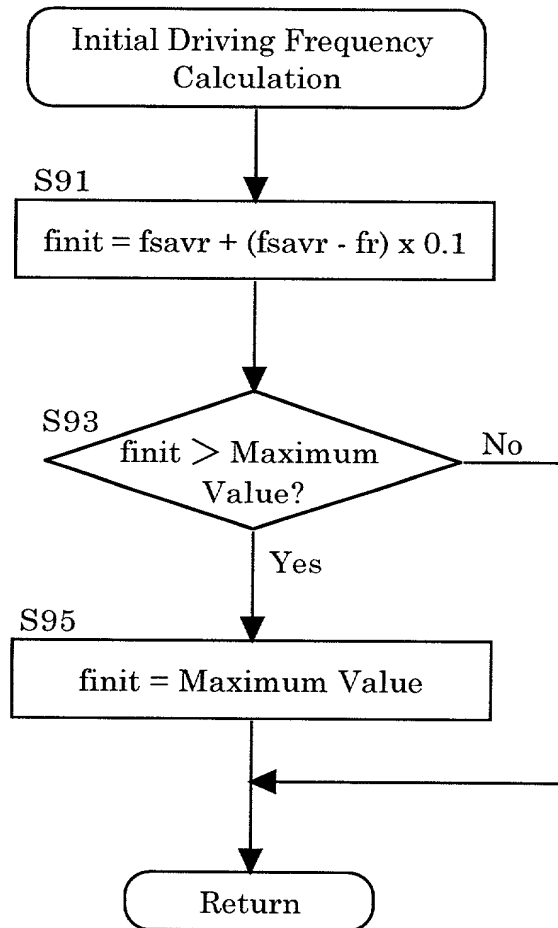 Initial Driving Frequency
Calculation
S91
finit = fsavr + (fsavr - fr) x 0.1
S93
finit > Maximum
Value?
No
Yes
S95
finit = Maximum Value
Return